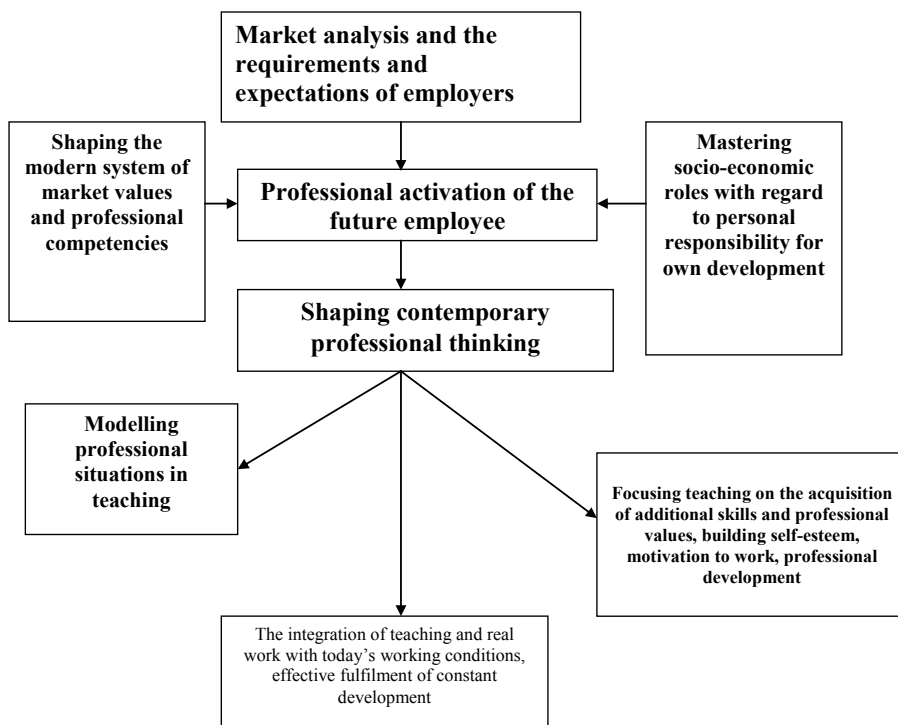 Market analysis and the
requirements and
expectations of employers
Shaping the
modern system of
market values
and professional
competencies
Professional activation of the
future employee
Mastering
socio-economic
roles with regard
to personal
responsibility for
own development
Shaping contemporary
professional thinking
Modelling
professional
situations in
teaching
Focusing teaching on the acquisition
of additional skills and professional
values, building self-esteem,
motivation to work, professional
development
The integration of teaching and real
work with today’s working conditions,
effective fulfilment of constant
development